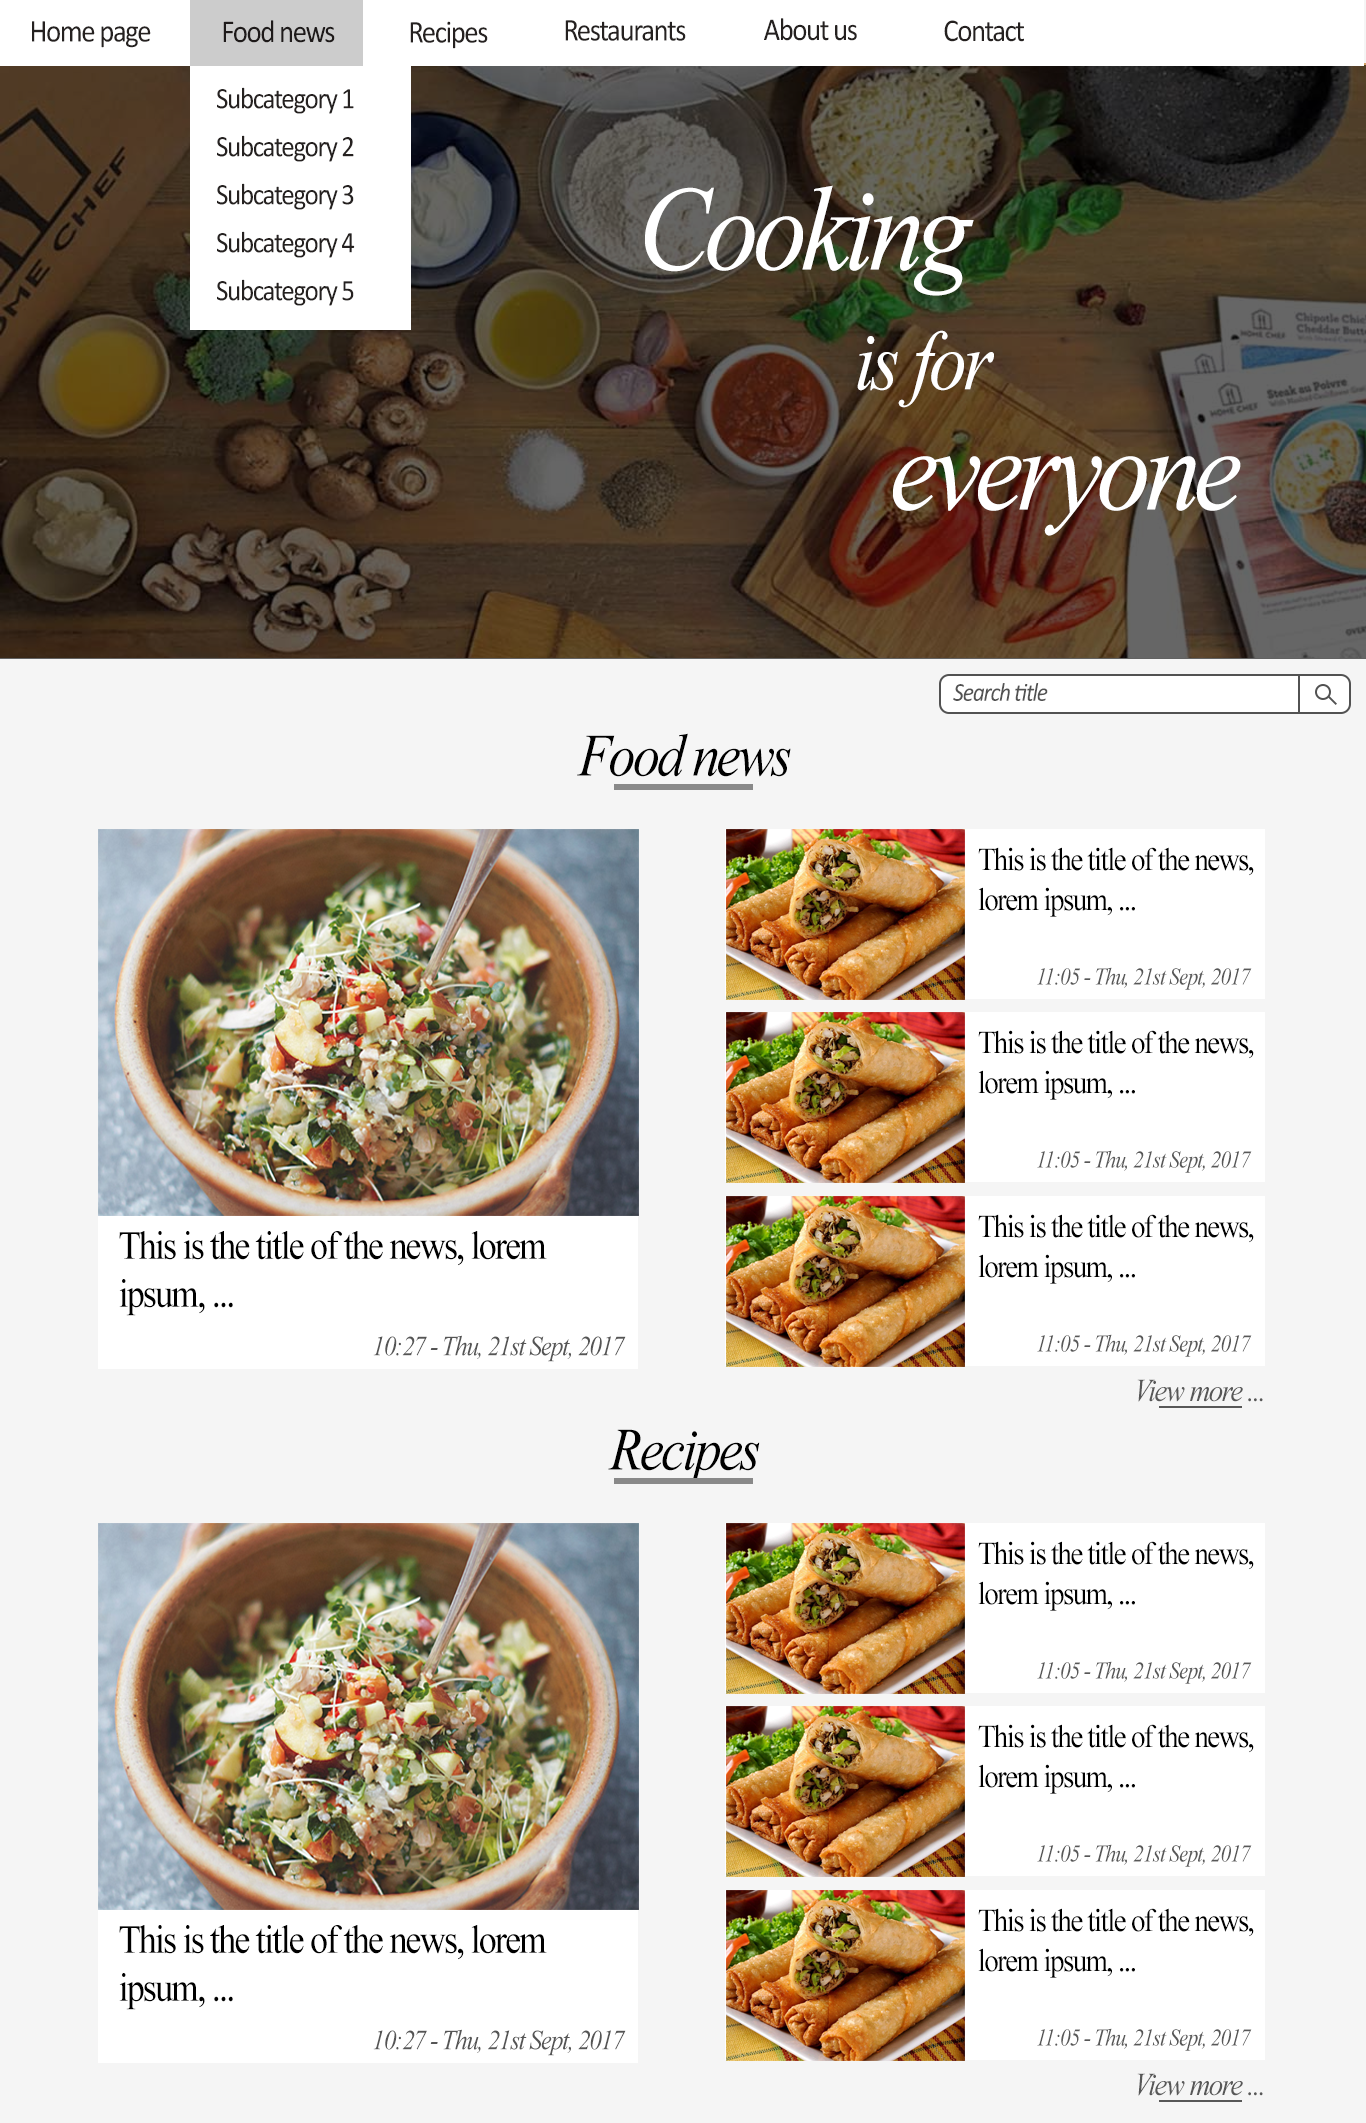 Home page
Food news
Recipes
Restaurants
About us
Contact
Subcategory 1
Subcategory 2
Subcategory 3
Subcategory 4
Subcategory 5
CHEF
Cooking
is for
everyone
HOME CHEF
Steak au Poivre
Search title
Food news
This is the title of the news, lorem
ipsum, ...
10:27 - Thu, 21st Sept, 2017
This is the title of the news,
lorem ipsum, ...
11:05 - Thu, 21st Sept, 2017
This is the title of the news,
lorem ipsum, ...
11:05 - Thu, 21st Sept, 2017
This is the title of the news,
lorem ipsum, ...
11:05 - Thu, 21st Sept, 2017
View more ...
Recipes
This is the title of the news, lorem
ipsum, ...
10:27 - Thu, 21st Sept, 2017
This is the title of the news,
lorem ipsum, ...
11:05 - Thu, 21st Sept, 2017
This is the title of the news,
lorem ipsum, ...
11:05 - Thu, 21st Sept, 2017
This is the title of the news,
lorem ipsum, ...
11:05 - Thu, 21st Sept, 2017
View more ...